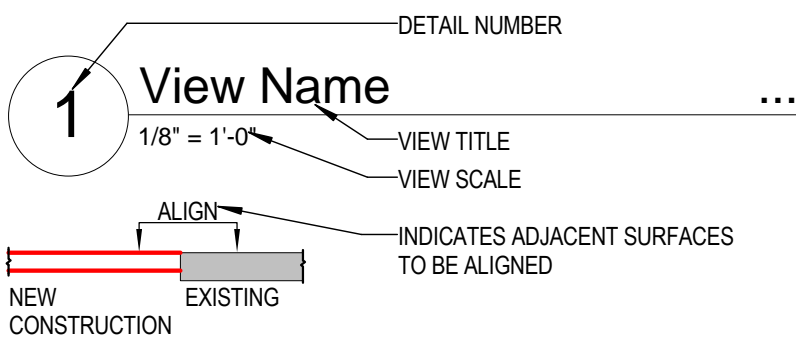 DETAIL NUMBER
1
View Name
...
1/8" = 1'-0"
VIEW TITLE
VIEW SCALE
ALIGN
INDICATES ADJACENT SURFACES
TO BE ALIGNED
NEW
CONSTRUCTION
EXISTING